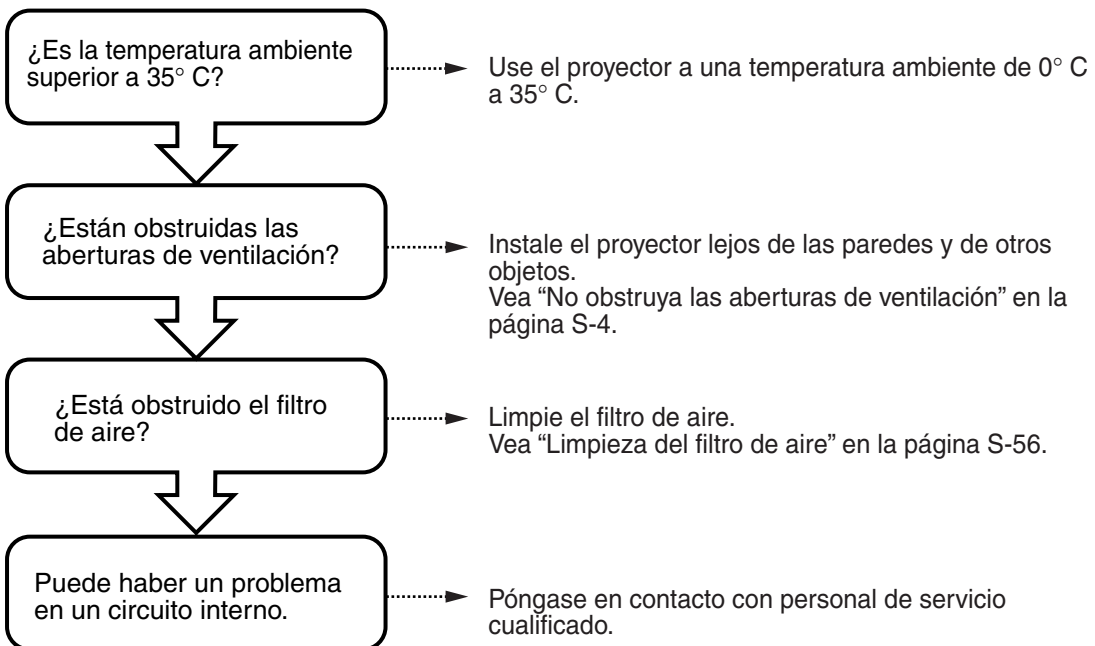 ¿Es la temperatura ambiente
superior a 35° C?
Use el proyector a una temperatura ambiente de 0° C
a 35° C.
¿Están obstruidas las
aberturas de ventilación?
Instale el proyector lejos de las paredes y de otros
objetos.
Vea “No obstruya las aberturas de ventilación” en la
página S-4.
¿Está obstruido el filtro
de aire?
Limpie el filtro de aire.
Vea “Limpieza del filtro de aire” en la página S-56.
Puede haber un problema
en un circuito interno.
Póngase en contacto con personal de servicio
cualificado.